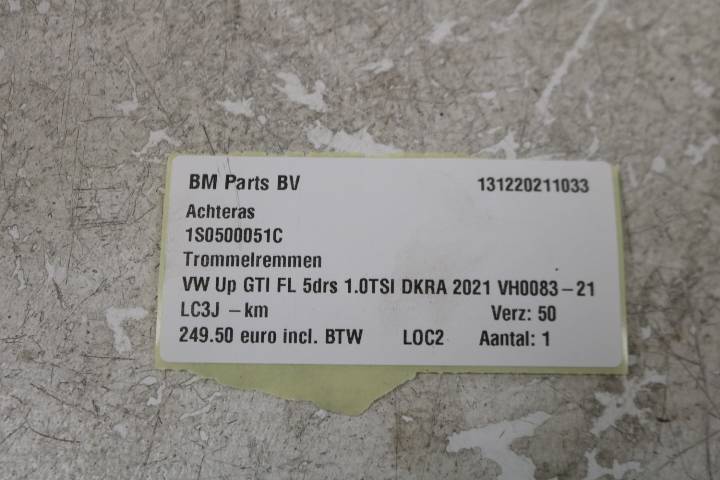 BM Parts BV 131220211033
Achteras
1S0500051C
Trommelremmen
VW Up GTI FL 5drs 1.0TSI DKRA 2021 VH0083-21
LC3J -km Verz: 50
249.50 euro incl. BTW LOC2 Aantal: 1